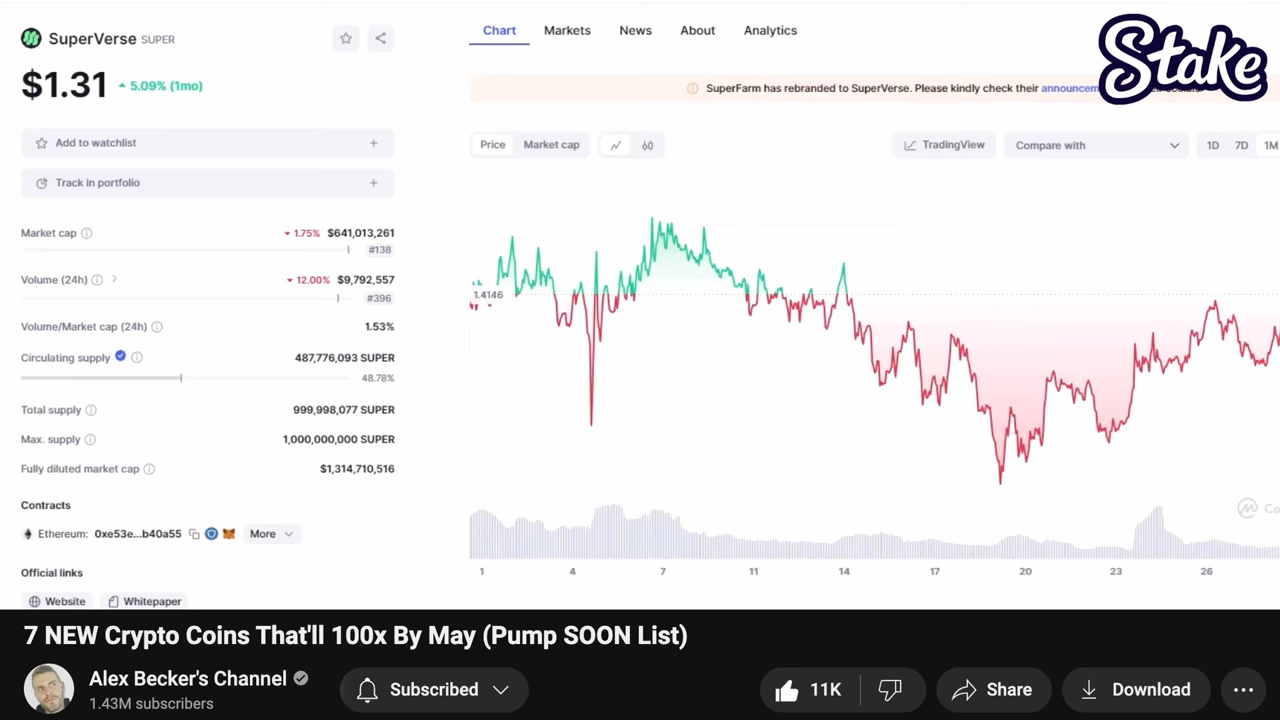 SuperVerse SUPER
$1.31 5.09% (1mo)
Add to watchlist
Track in portfolio
Market cap 1.75% $641,013,261
#138
Volume (24h) 12.00% $9,792,557
#396
Volume/Market cap (24h) 1.53%
Circulating supply 487,776,093 SUPER
48.78%
Total supply 999,998,077 SUPER
Max. supply 1,000,000,000 SUPER
Fully diluted market cap $1,314,710,516
Contracts
Ethereum: 0xe53e...b40a55 More
Official links
Website Whitepaper
Chart Markets News About Analytics
Stake
SuperFarm has rebranded to SuperVerse. Please kindly check their announcem
Price Market cap TradingView Compare with 1D 7D 1M
1.4146
Co
1 4 7 11 14 17 20 23 26
7 NEW Crypto Coins That'll 100x By May (Pump SOON List)
Alex Becker's Channel
1.43M subscribers
Subscribed
11K
Share
Download